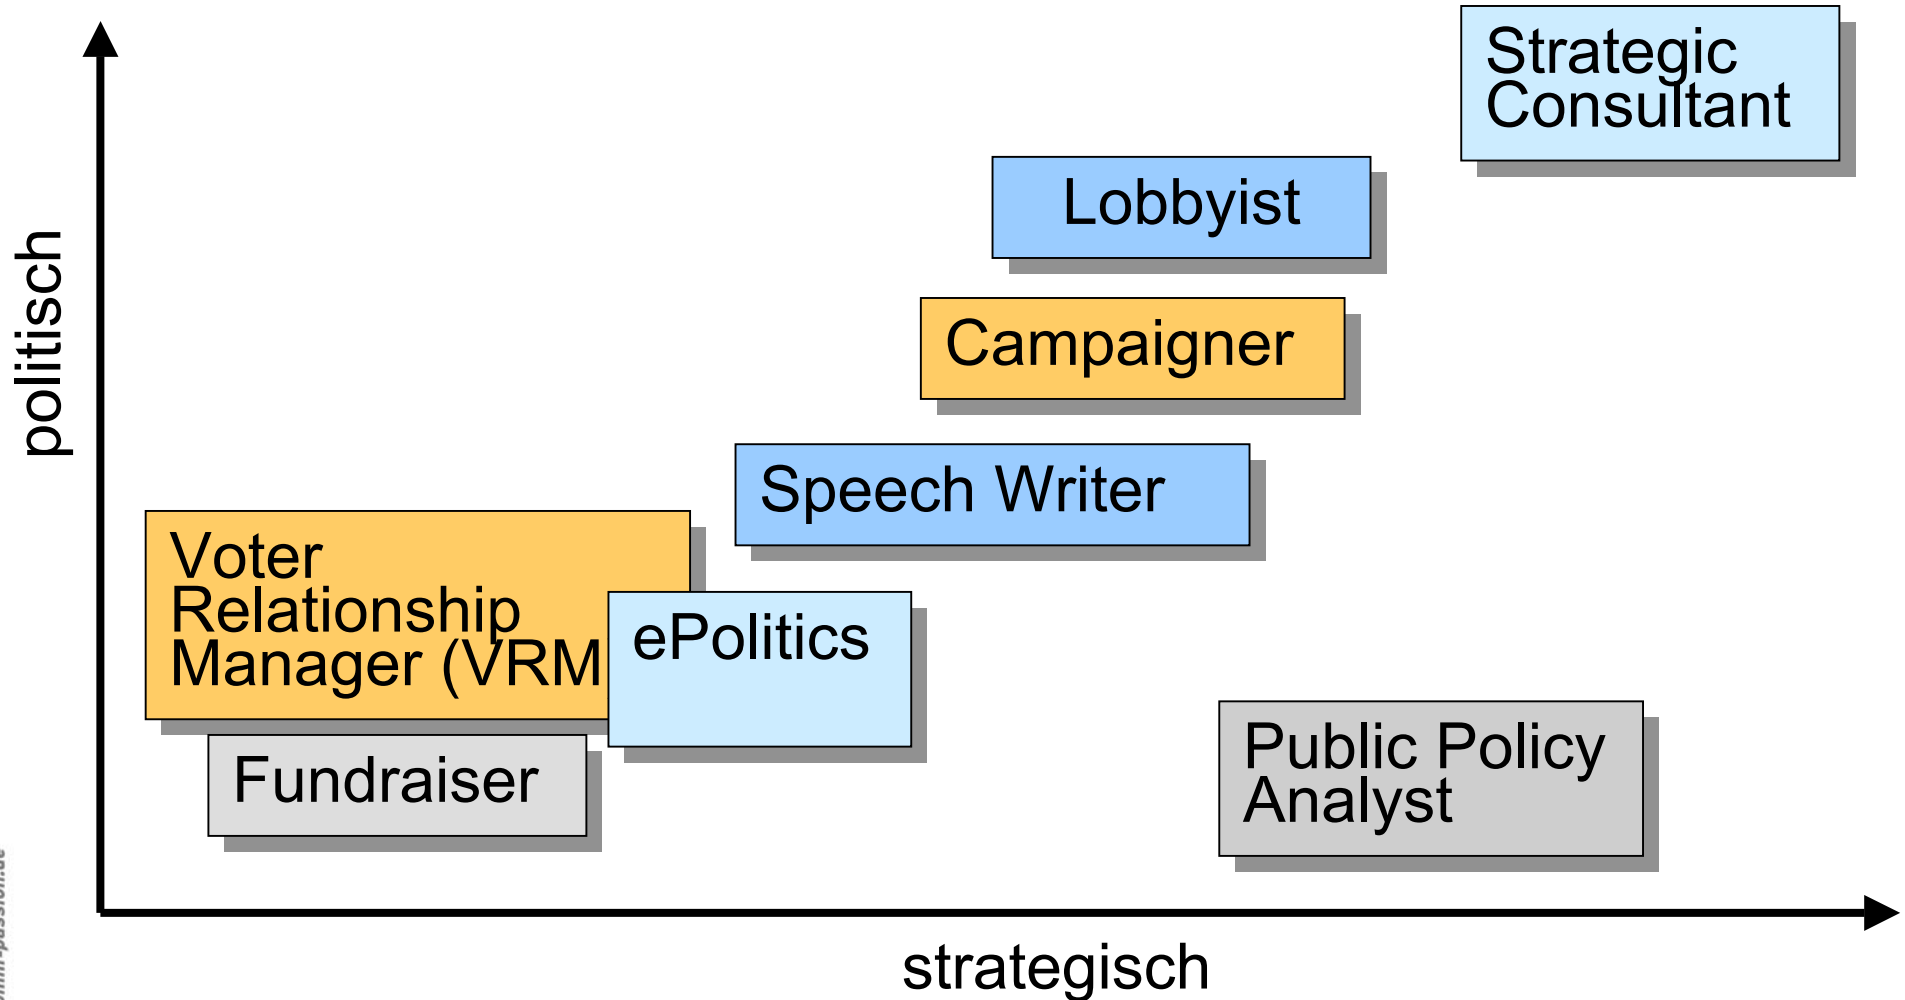 Strategic
Consultant
Lobbyist
Campaigner
politisch
Speech Writer
Voter
Relationship
Manager (VRM
ePolitics
Public Policy
Analyst
Fundraiser
strategisch